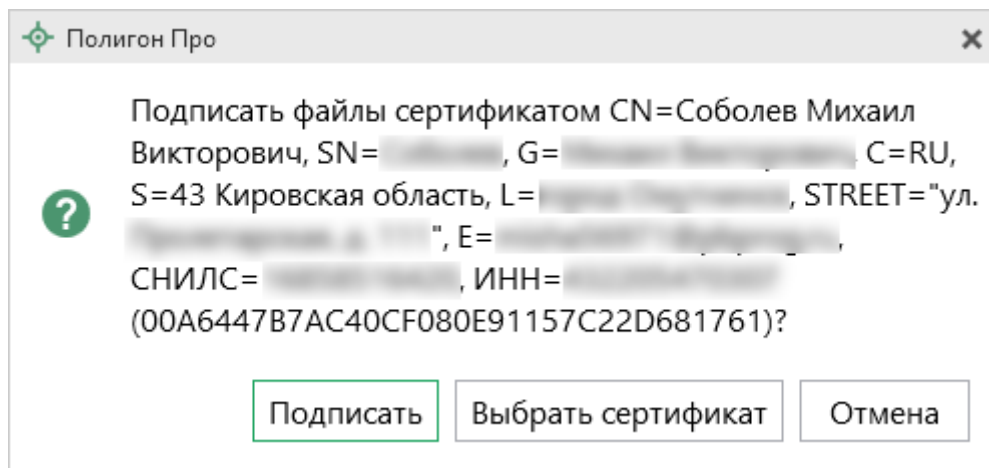 Полигон Про
Подписать файлы сертификатом CN=Соболев Михаил
Викторович, SN= , G= , C=RU,
S=43 Кировская область, L= , STREET="ул.
", E= ,
СНИЛС= , ИНН=
(00A6447B7AC40CF080E91157C22D681761)?
Подписать Выбрать сертификат Отмена